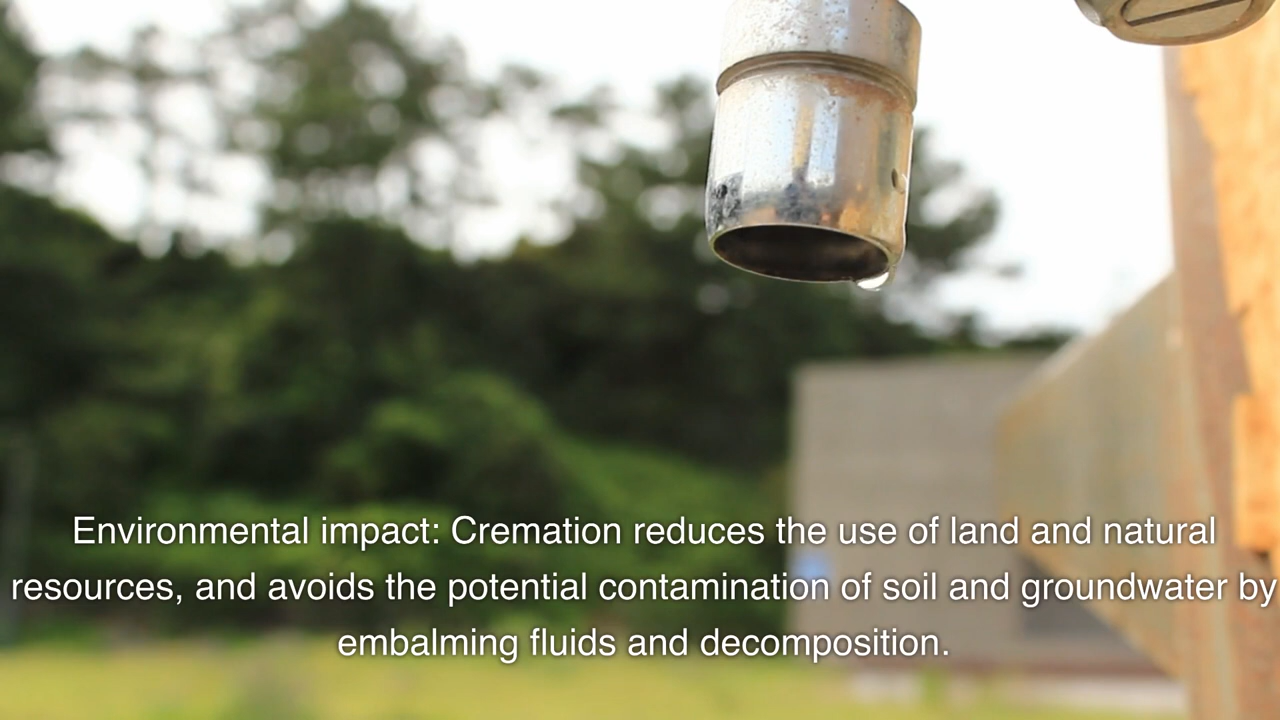 Environmental impact: Cremation reduces the use of land and natural
resources, and avoids the potential contamination of soil and groundwater by
embalming fluids and decomposition.